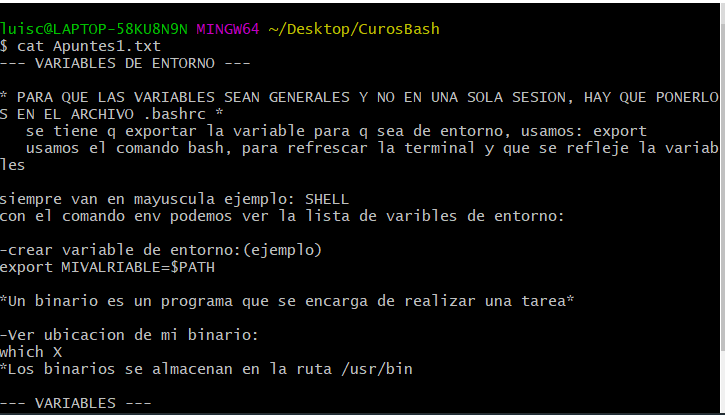 luisc@LAPTOP-58KU8N9N MINGW64 ~/Desktop/CurosBash
$ cat Apuntes1.txt
--- VARIABLES DE ENTORNO ---
* PARA QUE LAS VARIABLES SEAN GENERALES Y NO EN UNA SOLA SESION, HAY QUE PONERLO
S EN EL ARCHIVO .bashrc *
se tiene q exportar la variable para q sea de entorno, usamos: export
usamos el comando bash, para refrescar la terminal y que se refleje la variab
les
siempre van en mayuscula ejemplo: SHELL
con el comando env podemos ver la lista de varibles de entorno:
-crear variable de entorno:(ejemplo)
export MIVALRIABLE=$PATH
*Un binario es un programa que se encarga de realizar una tarea*
-Ver ubicacion de mi binario:
which X
*Los binarios se almacenan en la ruta /usr/bin
--- VARIABLES ---